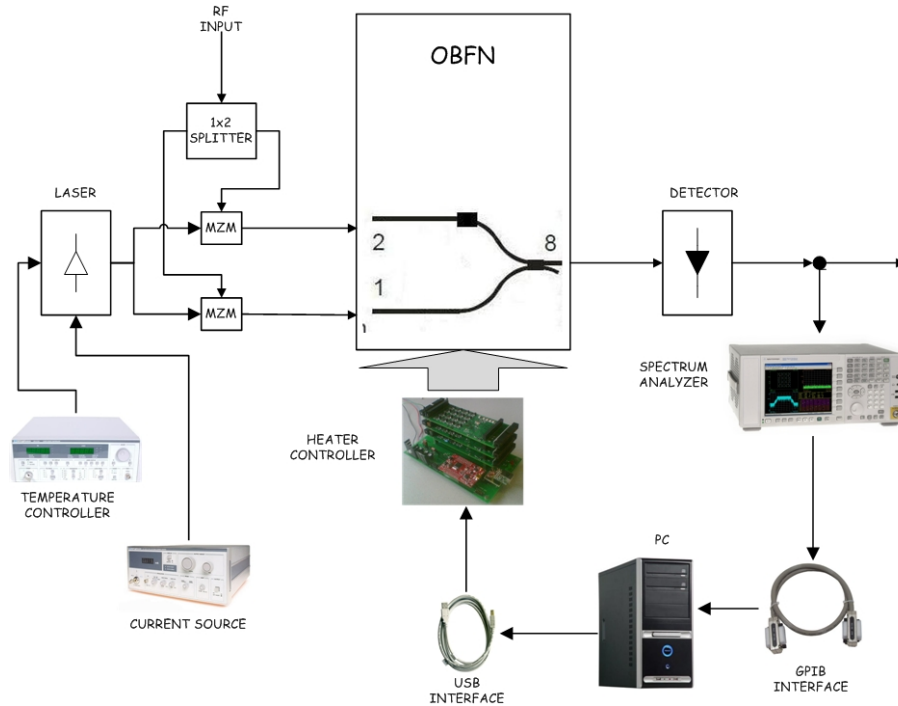 RF
INPUT
OBFN
1x2
SPLITTER
LASER
DETECTOR
MZM
2
8
1
MZM
SPECTRUM
ANALYZER
HEATER
CONTROLLER
TEMPERATURE
CONTROLLER
PC
CURRENT SOURCE
USB
INTERFACE
GPIB
INTERFACE